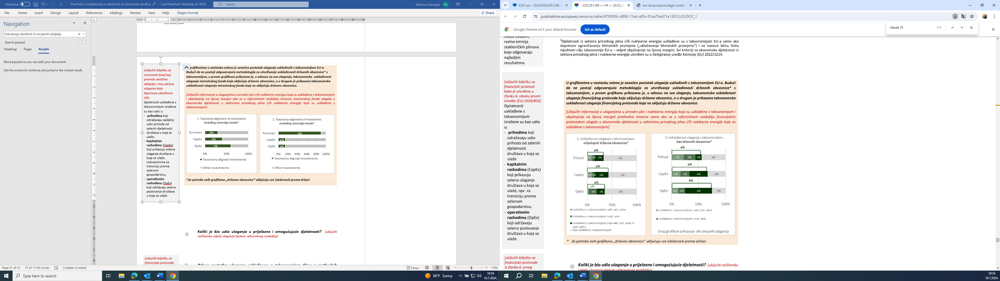 AutoSave
Pravilnik o izvještavanju o održivosti za mirovinska društva
- Last Modified: Yesterday at 18:43
Search
Martina Librenjak
ML
File Home Insert Design Layout References Mailings Review View Help Shape Format
Share
Navigation
Ostvarenje okolišnih ili socijalnih obilježja
Search paused
Headings Pages Results
Word paused so you can edit your document.
Use the arrows to continue and jump to the closest result.
(EU) 2022/1214.
[uključiti bilješku za
mirovinski fond koji
promiče okolišna
obilježja i ima održiva
ulaganja koja
doprinose okolišnom
cilju
Djelatnosti usklađene s
taksonomijom izražene
su kao udio u:
- prihodima koji
odražavaju sadašnji
udio prihoda od
zelenih djelatnosti
društava u koja se
ulaže,
- kapitalnim
rashodima (CapEx)
koji prikazuju zelena
ulaganja društava u
koja se ulaže,
relevantnima za
tranziciju prema
zelenom
gospodarstvu,
- operativnim
rashodima (OpEx)
koji održavaju zeleno
poslovanje društava
u koja se ulaže.
grafikonima u nastavku zeleno je označen postotak ulaganja usklađenih s taksonomijom EU-a.
Budući da ne postoji odgovarajuća metodologija za utvrđivanje usklađenosti državnih obveznica* s
taksonomijom, u prvom grafikonu prikazana je, u odnosu na sva ulaganja, taksonomska usklađenost
ulaganja mirovinskog fonda koja uključuju državne obveznice, a u drugom je prikazana taksonomska
usklađenost ulaganja mirovinskog fonda koja ne uključuju državne obveznice.
[Uključiti informacije o ulaganjima u prirodni plin i/ili nuklearnu energiju koja su usklađena s taksonomijom
i objašnjenje na lijevoj margini ako se u referentnom razdoblju imovina mirovinskog fonda ulagala u
ekonomske djelatnosti u sektorima prirodnog plina i/ili nuklearne energije koje su usklađene s
taksonomijom]
1. Taxonomy-alignment of investments
including sovereign bonds*
Turnover x%
CapEx x%
OpEx x%
0% 50% 100%
Taxonomy aligned investments
Other investments
2. Taxonomy-alignment of investments
excluding sovereign bonds*
Turnover x%
CapEx x%
OpEx x%
0% 20% 40% 60% 80% 100%
Taxonomy aligned investments
Other investments
*Za potrebe ovih grafikona „državne obveznice” uključuju sve izloženosti prema državi
Koliki je bio udio ulaganja u prijelazne i omogućujuće djelatnosti? [uključiti
raščlambu udjela ulaganja tijekom referentnog razdoblja]
[uključiti bilješku za
financijske proizvode
Page 51 of 53 73 of 17169 words Croatian (Croatia)
Focus
110%
Type here to search
80°F Sunny
10:54
18.7.2024.
EUR-Lex - CELEX:02022R1288-2
: 32022R1288 — HR — 20.02.20
eur-lex.europa.eu/legal-content
publications.europa.eu/resource/cellar/9795f20c-d890-11ed-a05c-01aa75ed71a1.0012.02/DOC_1
Google Chrome isn't your default browser
Set as default
članak 51
1/1
među ostalim,
razine emisija
stakleničkih plinova
koje odgovaraju
najboljim
rezultatima.
1Djelatnosti iz sektora prirodnog plina i/ili nuklearne energije usklađene su s taksonomijom EU-a samo ako
doprinose ograničavanju klimatskih promjena („ublažavanje klimatskih promjena”) i ne nanose bitnu štetu
nijednom cilju taksonomije EU-a – vidjeti objašnjenje na lijevoj margini. Svi kriteriji za ekonomske djelatnosti iz
sektora prirodnog plina i nuklearne energije utvrđeni su u Delegiranoj uredbi Komisije (EU) 2022/1214.
[uključiti bilješku za
financijski proizvod
kako je utvrđeno u
članku 6. stavku prvom
Uredbe (EU) 2020/852]
Djelatnosti
usklađene s
taksonomijom
izražene su kao udio
u:
- prihodima koji
odražavaju udio
prihoda od zelenih
djelatnosti
društava u koja se
ulaže
- kapitalnim
rashodima (CapEx)
koji prikazuju
zelena ulaganja
društava u koja se
ulaže, npr. za
tranziciju prema
zelenom
gospodarstvu.
- operativnim
rashodima (OpEx)
koji održavaju
zeleno poslovanje
društava u koja se
ulaže.
U grafikonima u nastavku zeleno je označen postotak ulaganja usklađenih s taksonomijom EU-a. Budući
da ne postoji odgovarajuća metodologija za utvrđivanje usklađenosti državnih obveznica* s
taksonomijom, u prvom grafikonu prikazana je, u odnosu na sva ulaganja, taksonomska usklađenost
ulaganja financijskog proizvoda koja uključuju državne obveznice, a u drugom je prikazana taksonomska
usklađenost ulaganja financijskog proizvoda koja ne uključuju državne obveznice.
[Uključiti informacije o ulaganjima u prirodni plin i nuklearnu energiju koja su usklađena s taksonomijom i
objašnjenje na lijevoj margini prethodne stranice samo ako se u referentnom razdoblju financijskim
proizvodom ulagalo u ekonomske djelatnosti u sektorima prirodnog plina i/ili nuklearne energije koje su
usklađene s taksonomijom]
1. Usklađenost ulaganja s taksonomijom,
uključujući državne obveznice*
x%
Prihod x% x% x% x%
x%
CapEx x% x% x% x%
x%
x%
OpEx x% x% x%
0% 50% 100%
Usklađeno s taksonomijom: sekt. prir. plina
Usklađeno s taksonomijom: nukl. sekt.
Usklađeno s taksonomijom (nije sekt. prir. plina ni
nukl. sekt.)
Nije usklađeno s taksonomijom
2. Usklađenost ulaganja s taksonomijom,
bez državnih obveznica*
x%
Prihod x% x% x% x%
x%
CapEx x% x% x% x%
x%
OpEx x% x% x% x%
0% 50% 100%
Usklađeno s taksonomijom: sekt. prir. plina
Usklađeno s taksonomijom: nukl. sekt.
Ovaj grafikon prikazuje x% ukupnih ulaganja
* Za potrebe ovih grafikona „državne obveznice” uključuju sve izloženosti prema državi.
[uključiti bilješku za
financijske proizvode
iz članka 6. prvog
Koliki je bio udio ulaganja u prijelazne i omogućujuće djelatnosti? [uključiti raščlambu
udjela ulaganja tijekom referentnog razdoblja]
10:54
18.7.2024.